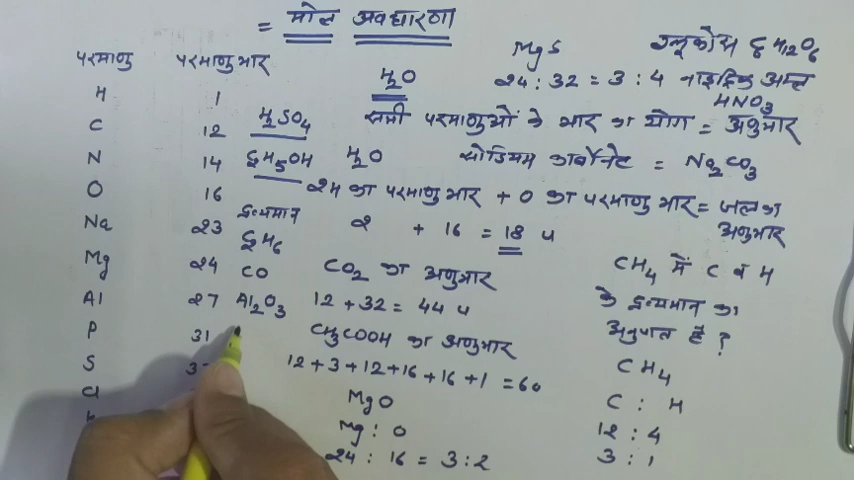 = मोल अवधारणा
परमाणु परमाणुभार
H 1
C 12
N 14
O 16
Na 23
Mg 24
Al 27
P 31
S
Cl
H₂O
H₂SO₄
C₂H₅OH H₂O
MgS
24 : 32 = 3 : 4
ग्लूकोस C₆H₁₂O₆
नाइट्रिक अम्ल
HNO₃
सभी परमाणुओं के भार का योग = अणुभार
सोडियम कार्बोनेट = Na₂CO₃
2H का परमाणुभार + O का परमाणुभार = जल का अणुभार
2 + 16 = 18 u
द्रव्यमान
C₂H₆
CO
Al₂O₃
CO₂ का अणुभार
12 + 32 = 44 u
CH₃COOH का अणुभार
12 + 3 + 12 + 16 + 16 + 1 = 60
MgO
Mg : O
24 : 16 = 3 : 2
CH₄ में C व H
के द्रव्यमान का
अनुपात है ?
CH₄
C : H
12 : 4
3 : 1